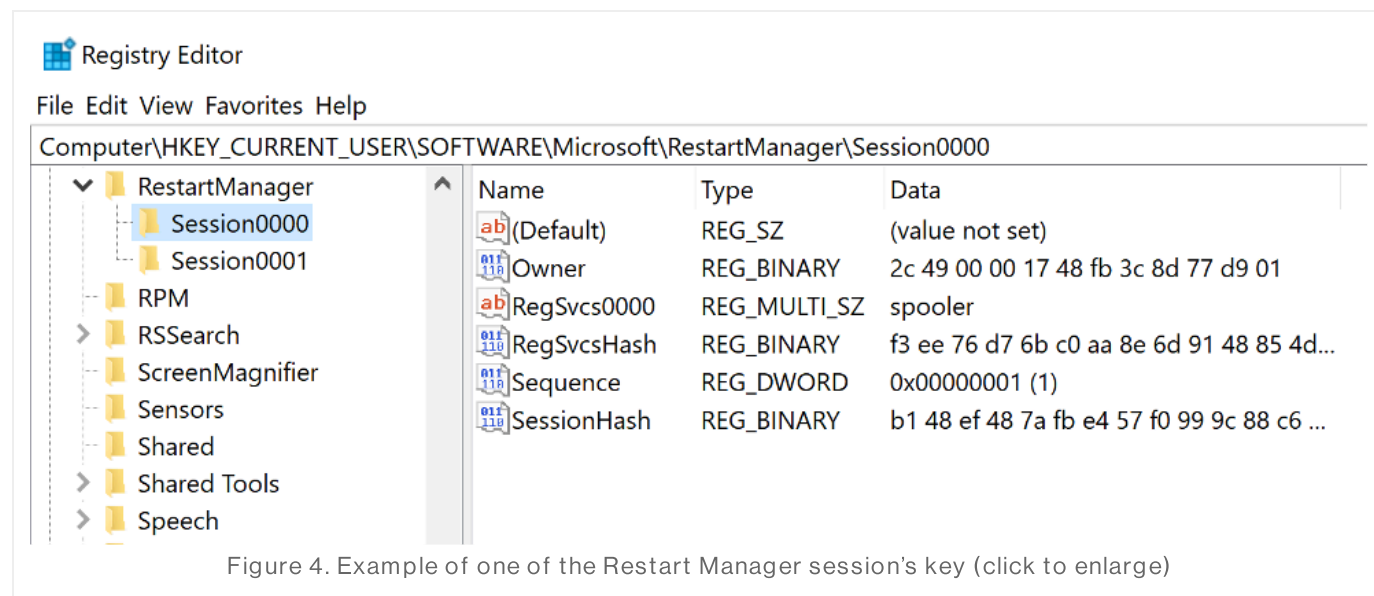 Registry Editor
File Edit View Favorites Help
Computer\HKEY_CURRENT_USER\SOFTWARE\Microsoft\RestartManager\Session0000
RestartManager
Session0000
Session0001
RPM
RSSearch
ScreenMagnifier
Sensors
Shared
Shared Tools
Speech
Name Type Data
(Default) REG_SZ (value not set)
Owner REG_BINARY 2c 49 00 00 17 48 fb 3c 8d 77 d9 01
RegSvcs0000 REG_MULTI_SZ spooler
RegSvcsHash REG_BINARY f3 ee 76 d7 6b c0 aa 8e 6d 91 48 85 4d...
Sequence REG_DWORD 0x00000001 (1)
SessionHash REG_BINARY b1 48 ef 48 7a fb e4 57 f0 99 9c 88 c6 ...
Figure 4. Example of one of the Restart Manager session’s key (click to enlarge)